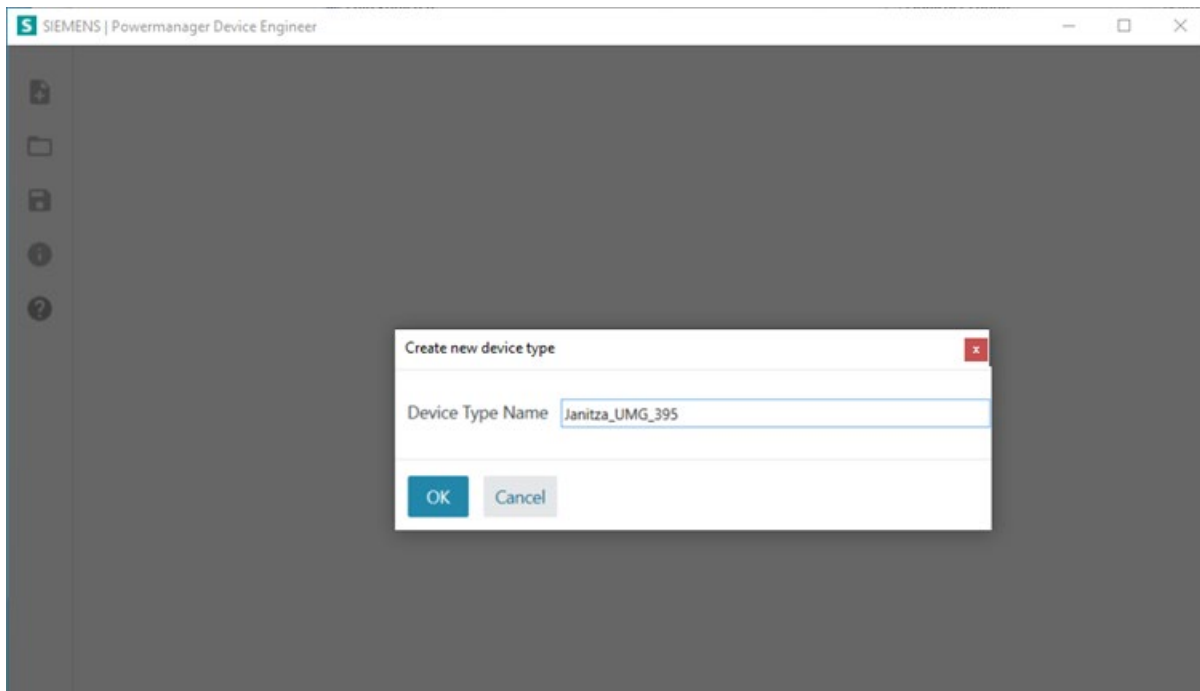 S SIEMENS | Powermanager Device Engineer
Create new device type
x
Device Type Name Janitza_UMG_395
OK Cancel